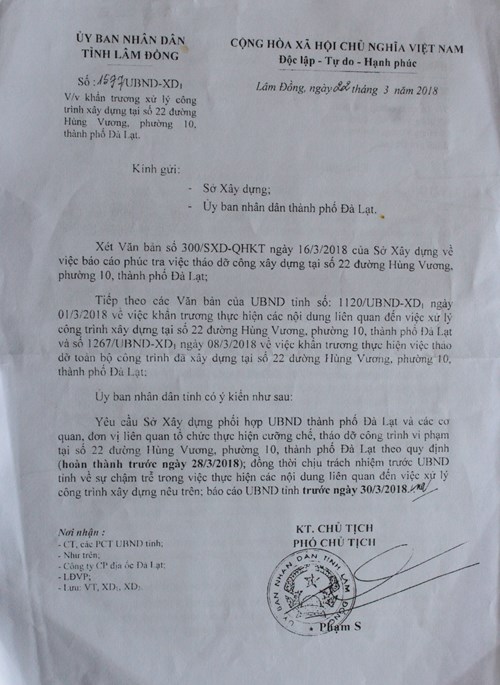 ỦY BAN NHÂN DÂN
TỈNH LÂM ĐỒNG
CỘNG HÒA XÃ HỘI CHỦ NGHĨA VIỆT NAM
Độc lập - Tự do - Hạnh phúc
Số: 1597/UBND-XD1
Lâm Đồng, ngày 22 tháng 3 năm 2018
V/v khẩn trương xử lý công
trình xây dựng tại số 22 đường
Hùng Vương, phường 10,
thành phố Đà Lạt.
Kính gửi:
- Sở Xây dựng;
- Ủy ban nhân dân thành phố Đà Lạt.
Xét Văn bản số 300/SXD-QHKT ngày 16/3/2018 của Sở Xây dựng về
việc báo cáo phúc tra việc tháo dỡ công xây dựng tại số 22 đường Hùng Vương,
phường 10, thành phố Đà Lạt;
Tiếp theo các Văn bản của UBND tỉnh số: 1120/UBND-XD1 ngày
01/3/2018 về việc khẩn trương thực hiện các nội dung liên quan đến việc xử lý
công trình xây dựng tại số 22 đường Hùng Vương, phường 10, thành phố Đà Lạt
và số 1267/UBND-XD1 ngày 08/3/2018 về việc khẩn trương thực hiện việc tháo
dỡ toàn bộ công trình đã xây dựng tại số 22 đường Hùng Vương, phường 10,
thành phố Đà Lạt;
Ủy ban nhân dân tỉnh có ý kiến như sau:
Yêu cầu Sở Xây dựng phối hợp UBND thành phố Đà Lạt và các cơ
quan, đơn vị liên quan tổ chức thực hiện cưỡng chế, tháo dỡ công trình vi phạm
tại số 22 đường Hùng Vương, phường 10, thành phố Đà Lạt theo quy định
(hoàn thành trước ngày 28/3/2018); đồng thời chịu trách nhiệm trước UBND
tỉnh về sự chậm trễ trong việc thực hiện các nội dung liên quan đến việc xử lý
công trình xây dựng nêu trên; báo cáo UBND tỉnh trước ngày 30/3/2018.
Nơi nhận:
- CT, các PCT UBND tỉnh;
- Như trên;
- Công ty CP địa ốc Đà Lạt;
- LĐVP;
- Lưu: VT, XD1, XD2.
KT. CHỦ TỊCH
PHÓ CHỦ TỊCH
ỦY BAN NHÂN DÂN TỈNH LÂM ĐỒNG
Phạm S